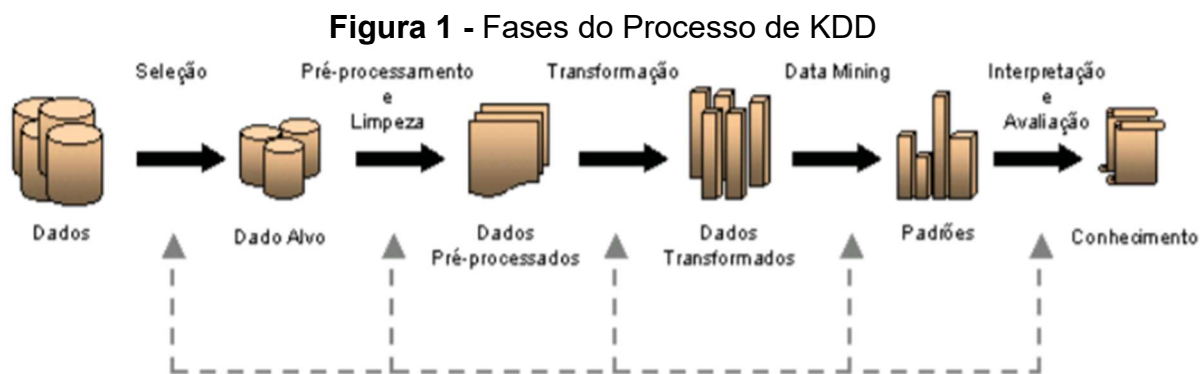 Figura 1 - Fases do Processo de KDD
Seleção
Pré-processamento
e
Limpeza
Transformação
Data Mining
Interpretação
e
Avaliação
Dados
Dado Alvo
Dados
Pré-processados
Dados
Transformados
Padrões
Conhecimento